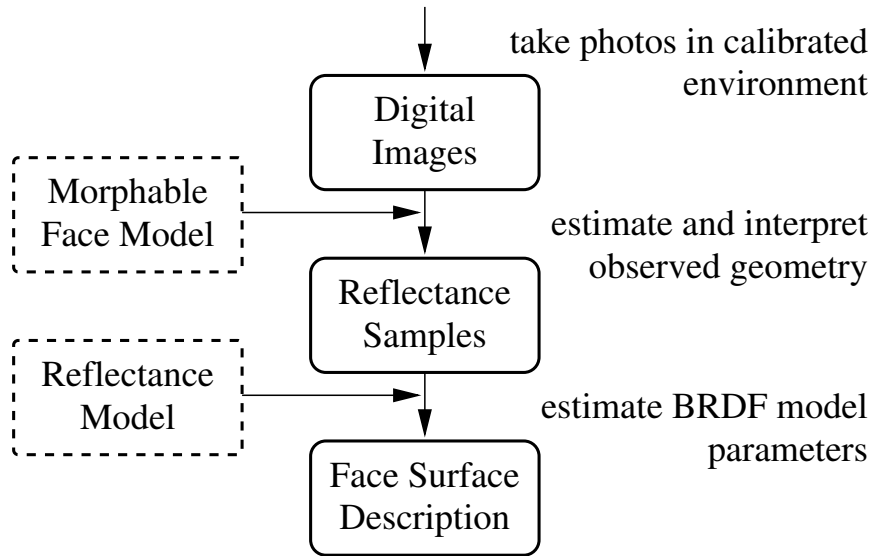 take photos in calibrated
environment
Digital
Images
Morphable
Face Model
estimate and interpret
observed geometry
Reflectance
Samples
Reflectance
Model
estimate BRDF model
parameters
Face Surface
Description